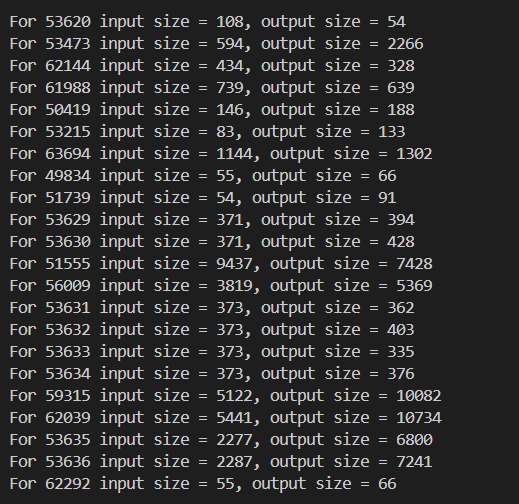 For 53620 input size = 108, output size = 54
For 53473 input size = 594, output size = 2266
For 62144 input size = 434, output size = 328
For 61988 input size = 739, output size = 639
For 50419 input size = 146, output size = 188
For 53215 input size = 83, output size = 133
For 63694 input size = 1144, output size = 1302
For 49834 input size = 55, output size = 66
For 51739 input size = 54, output size = 91
For 53629 input size = 371, output size = 394
For 53630 input size = 371, output size = 428
For 51555 input size = 9437, output size = 7428
For 56009 input size = 3819, output size = 5369
For 53631 input size = 373, output size = 362
For 53632 input size = 373, output size = 403
For 53633 input size = 373, output size = 335
For 53634 input size = 373, output size = 376
For 59315 input size = 5122, output size = 10082
For 62039 input size = 5441, output size = 10734
For 53635 input size = 2277, output size = 6800
For 53636 input size = 2287, output size = 7241
For 62292 input size = 55, output size = 66